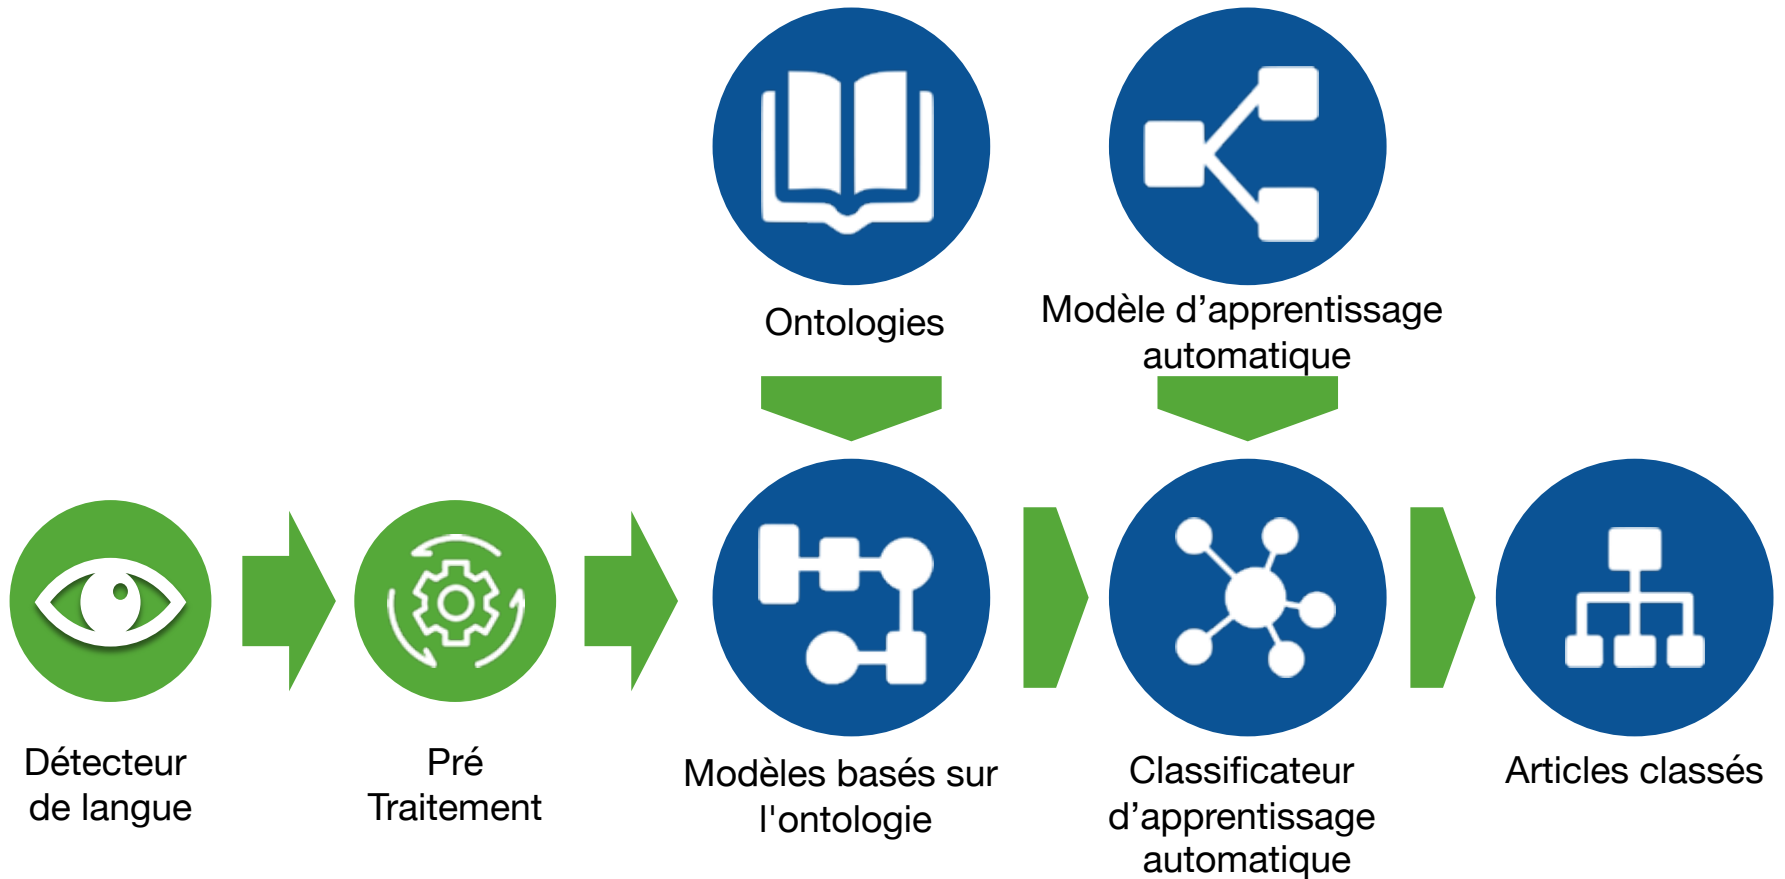 Ontologies
Modèle d’apprentissage
automatique
Détecteur
de langue
Pré
Traitement
Modèles basés sur
l'ontologie
Classificateur
d’apprentissage
automatique
Articles classés